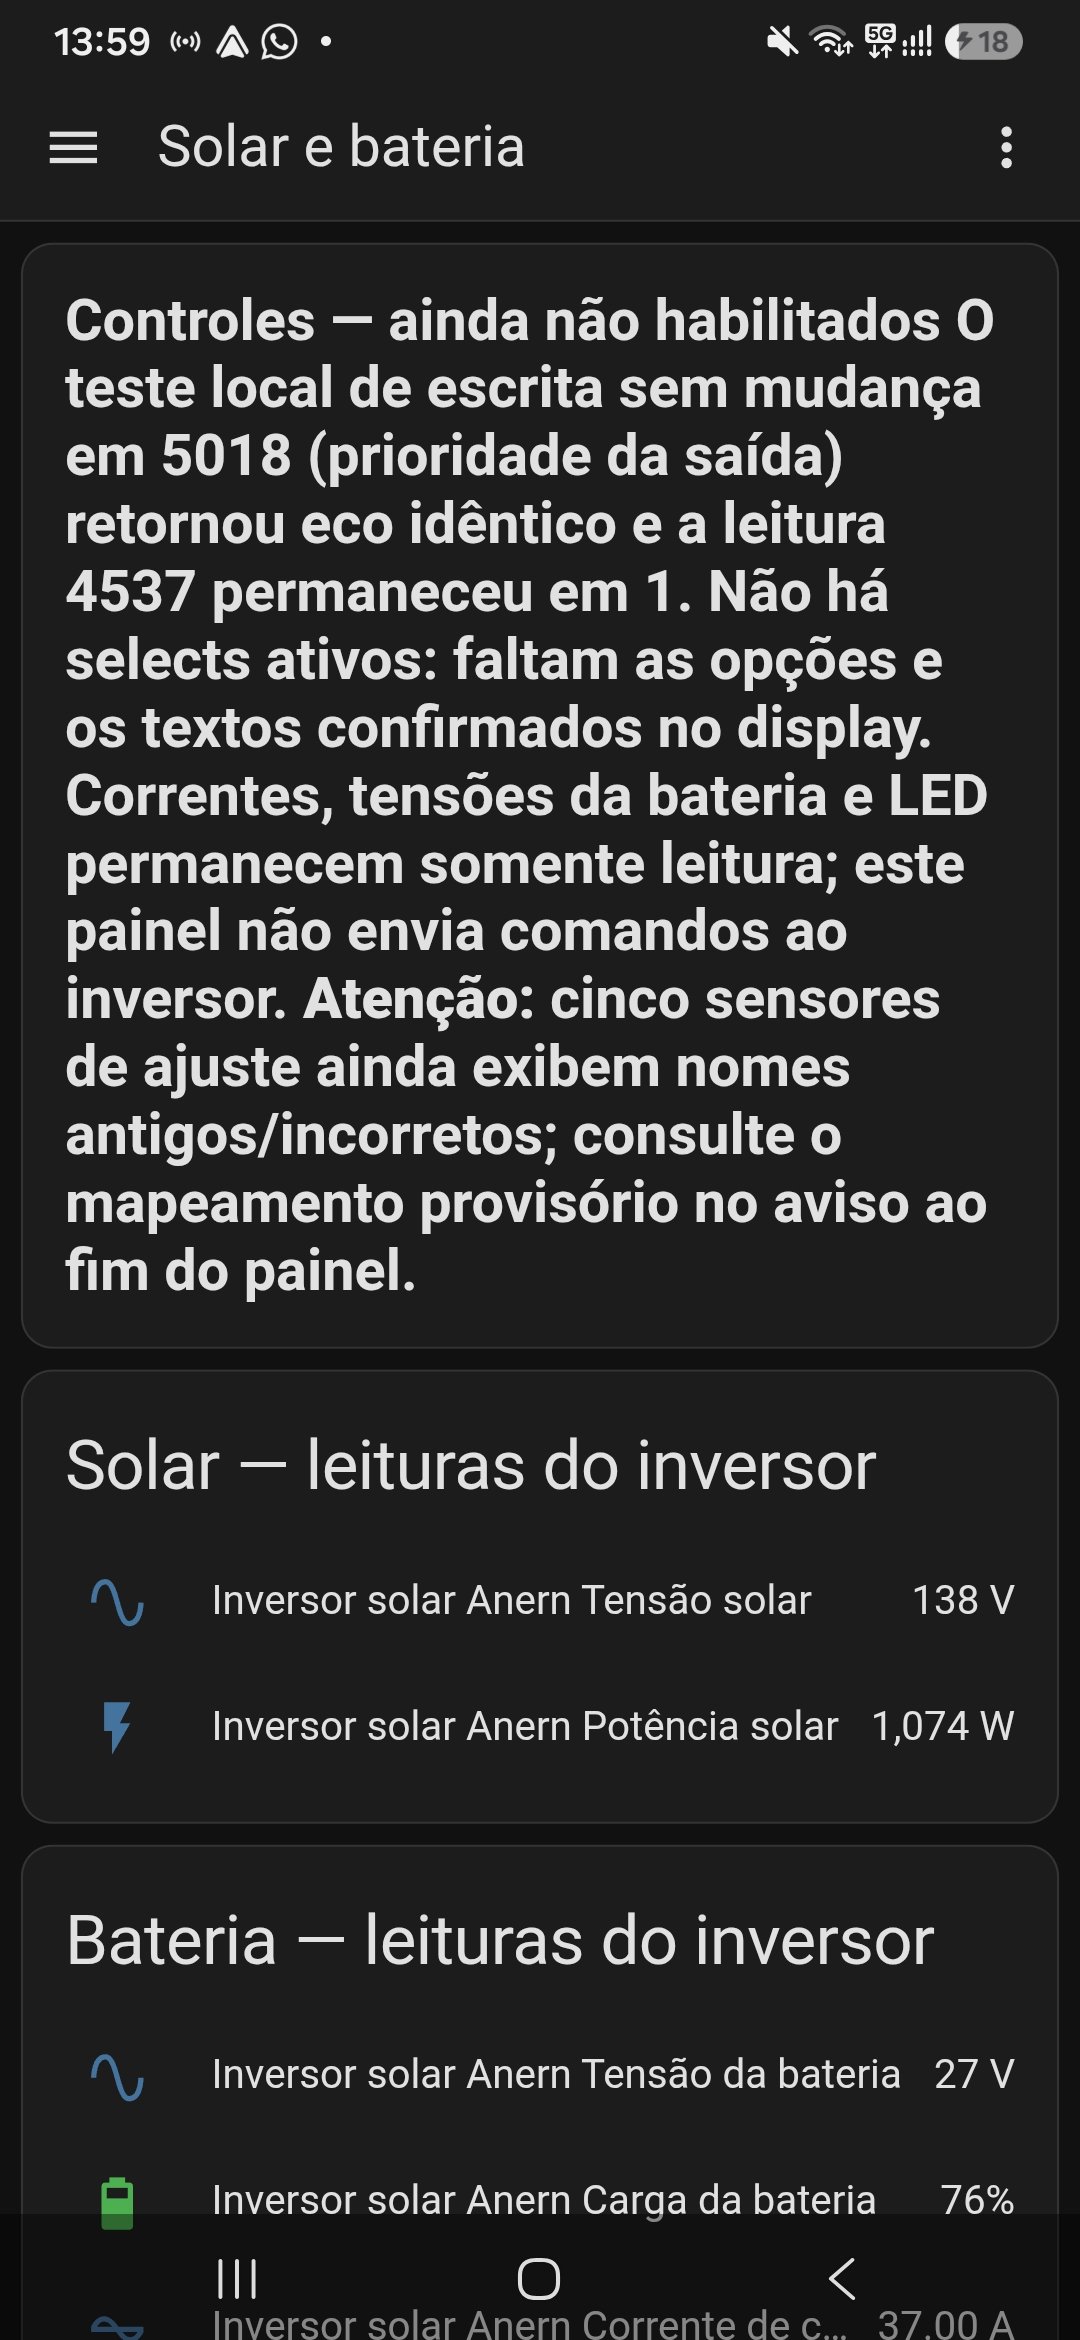 13:59
5G
18
Solar e bateria
Controles — ainda não habilitados O
teste local de escrita sem mudança
em 5018 (prioridade da saída)
retornou eco idêntico e a leitura
4537 permaneceu em 1. Não há
selects ativos: faltam as opções e
os textos confirmados no display.
Correntes, tensões da bateria e LED
permanecem somente leitura; este
painel não envia comandos ao
inversor. Atenção: cinco sensores
de ajuste ainda exibem nomes
antigos/incorretos; consulte o
mapeamento provisório no aviso ao
fim do painel.
Solar — leituras do inversor
Inversor solar Anern Tensão solar 138 V
Inversor solar Anern Potência solar 1,074 W
Bateria — leituras do inversor
Inversor solar Anern Tensão da bateria 27 V
Inversor solar Anern Carga da bateria 76%
Inversor solar Anern Corrente de c... 37.00 A